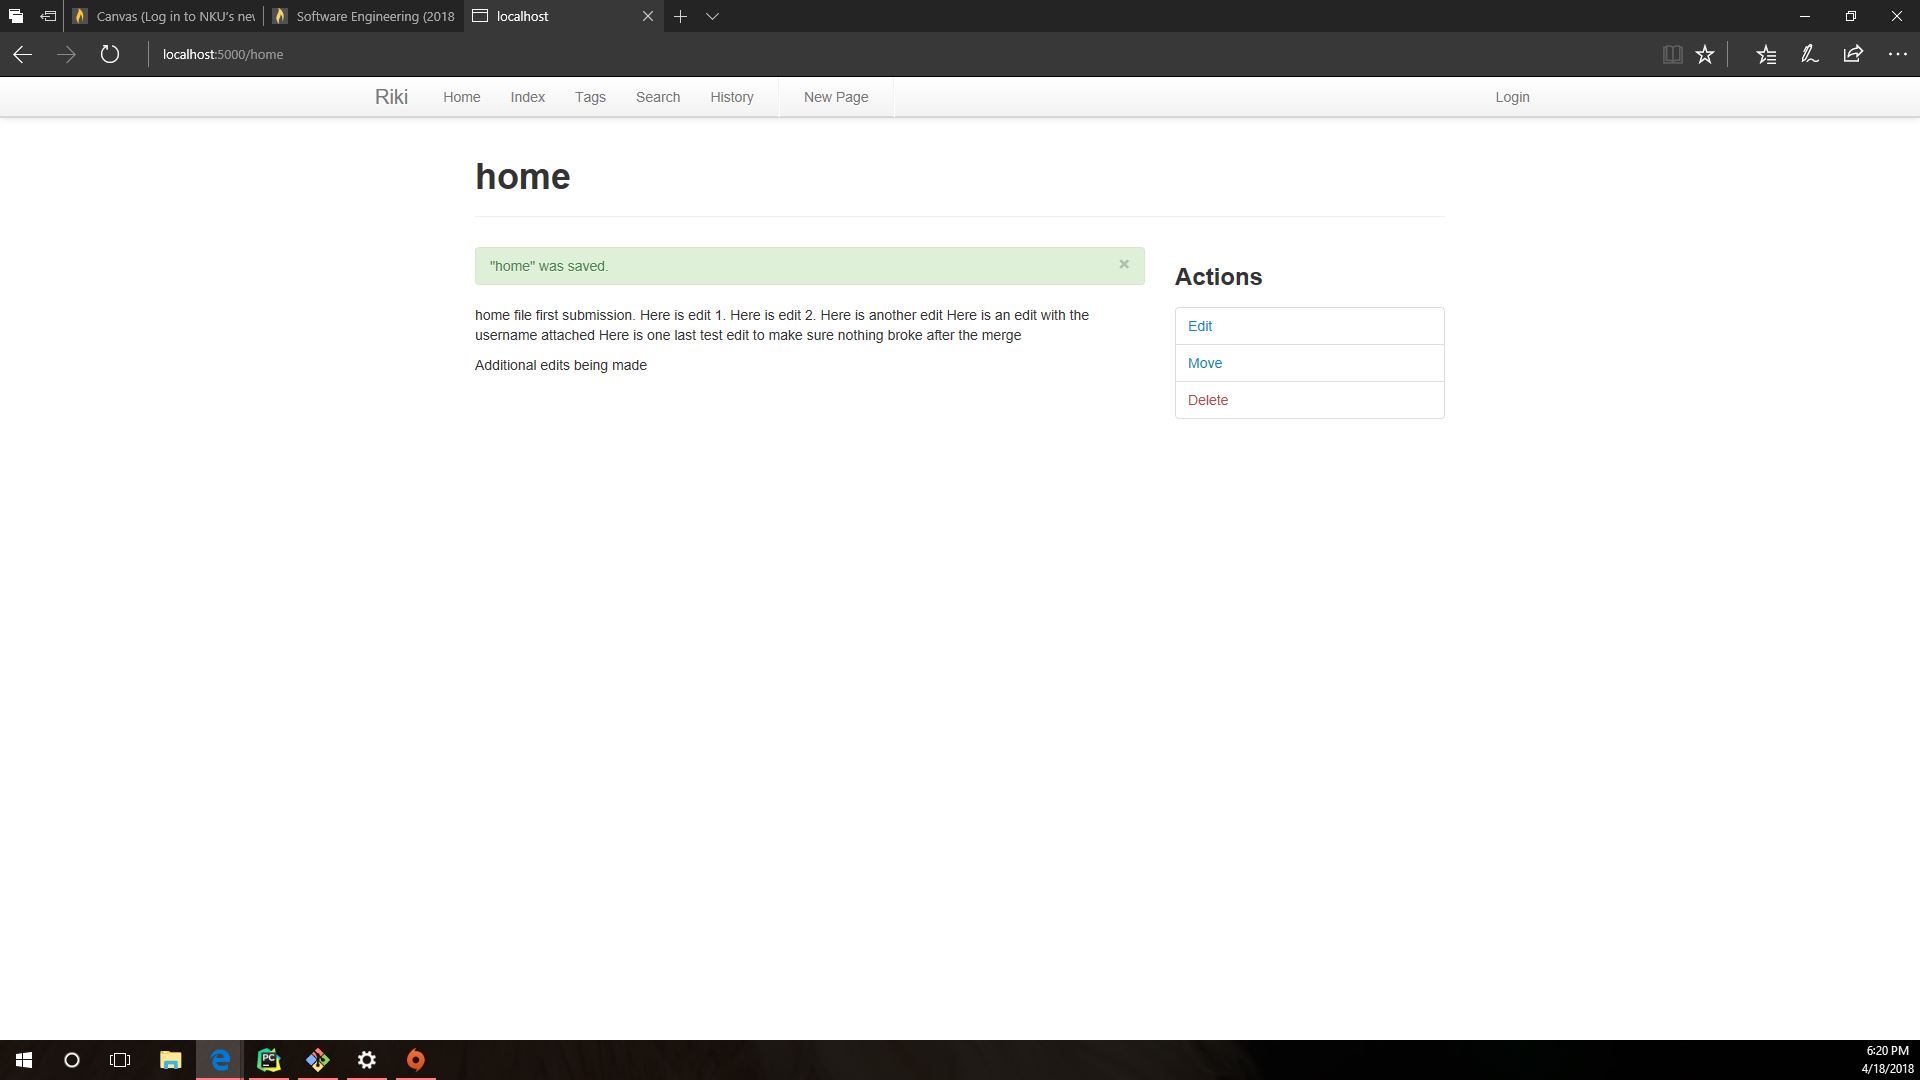 Canvas (Log in to NKU's nev
Software Engineering (2018
localhost
localhost:5000/home
Riki Home Index Tags Search History New Page Login
home
"home" was saved.
×
Actions
home file first submission. Here is edit 1. Here is edit 2. Here is another edit Here is an edit with the
username attached Here is one last test edit to make sure nothing broke after the merge
Additional edits being made
Edit
Move
Delete
PC
6:20 PM
4/18/2018